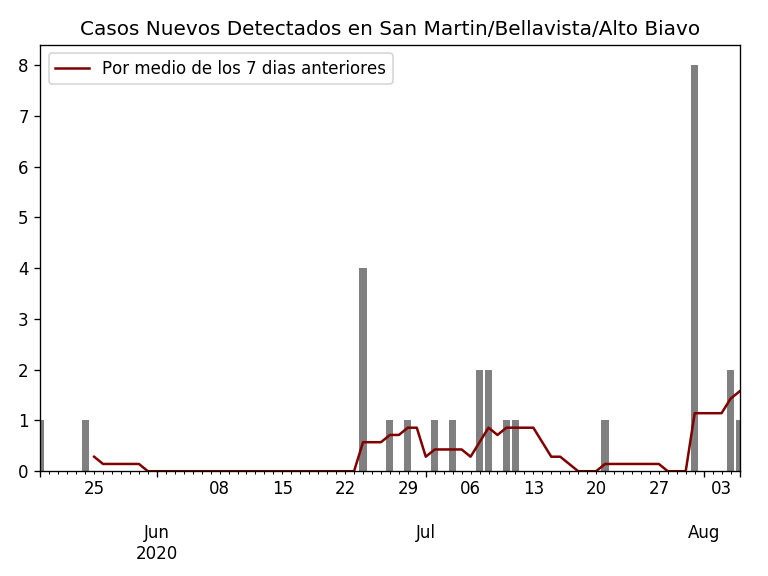 Casos Nuevos Detectados en San Martin/Bellavista/Alto Biavo
Por medio de los 7 dias anteriores
8
7
6
5
4
3
2
1
0
25 08 15 22 29 06 13 20 27 03
Jun Jul Aug
2020